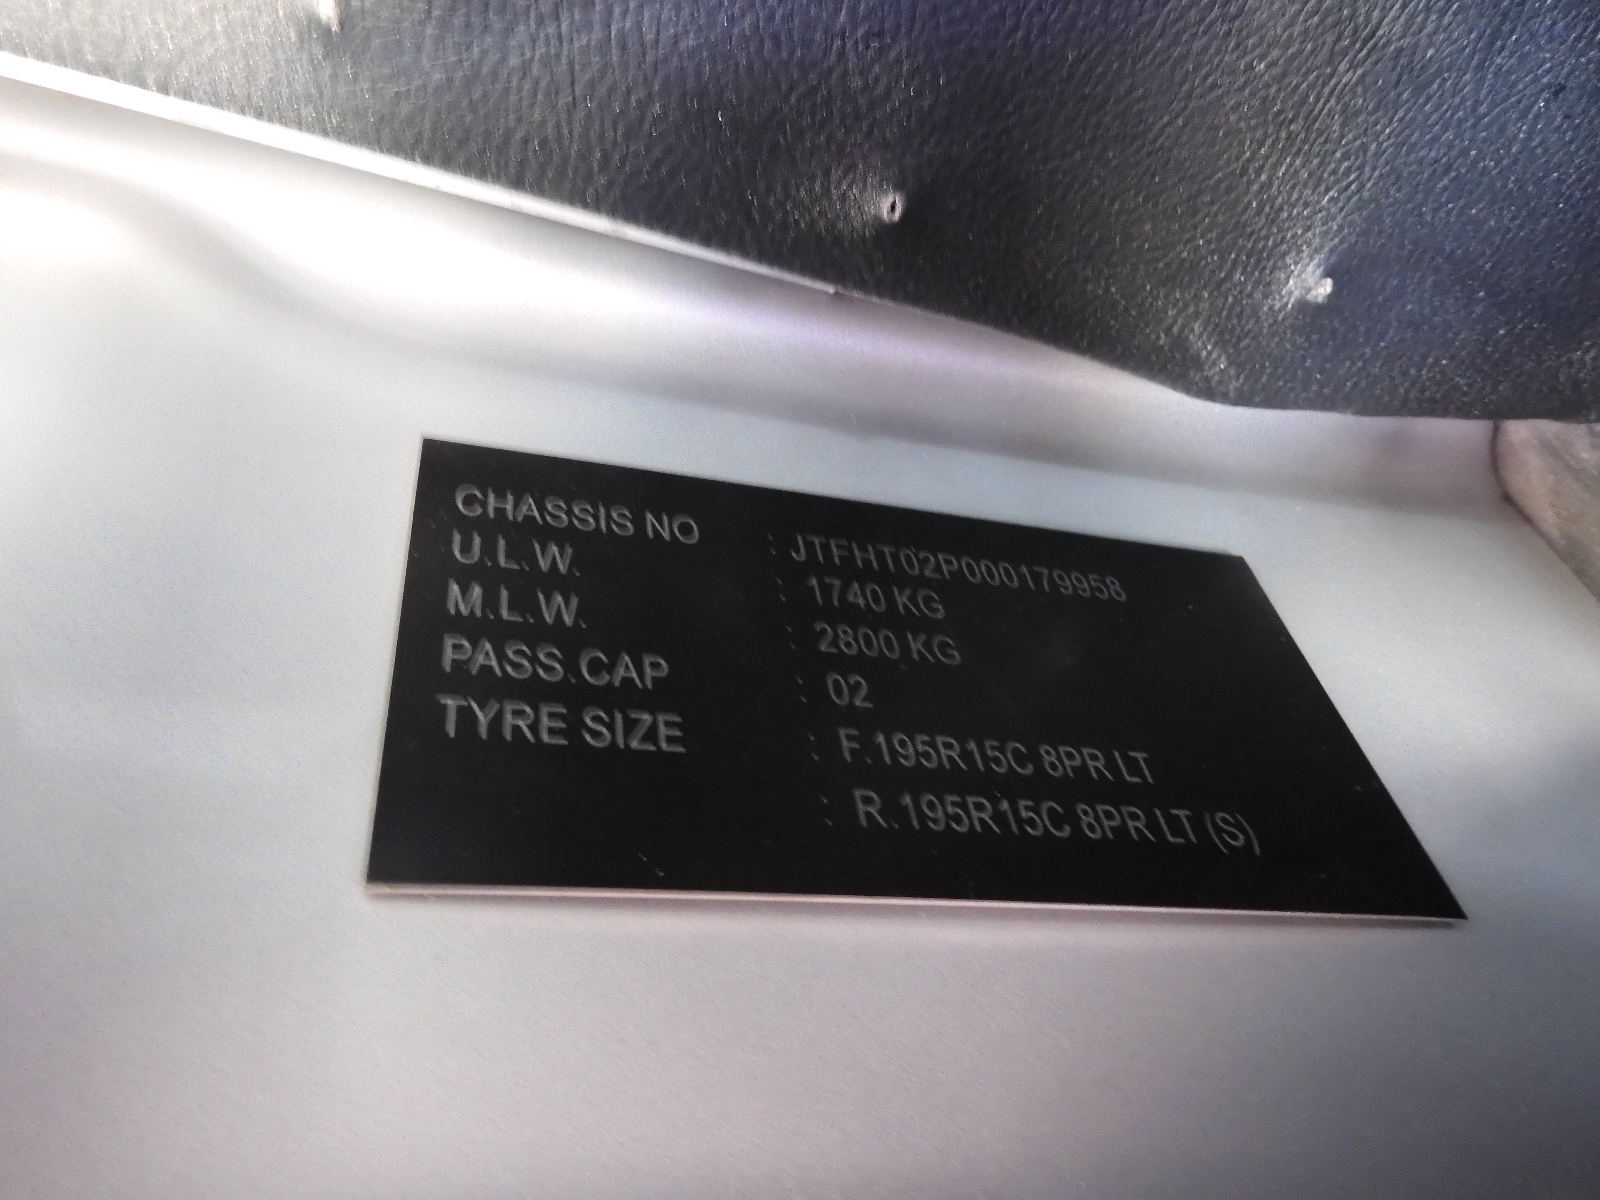 CHASSIS NO : JTFHT02P000179958
U.L.W. : 1740 KG
M.L.W. : 2800 KG
PASS.CAP : 02
TYRE SIZE : F.195R15C 8PR LT
: R.195R15C 8PR LT (S)